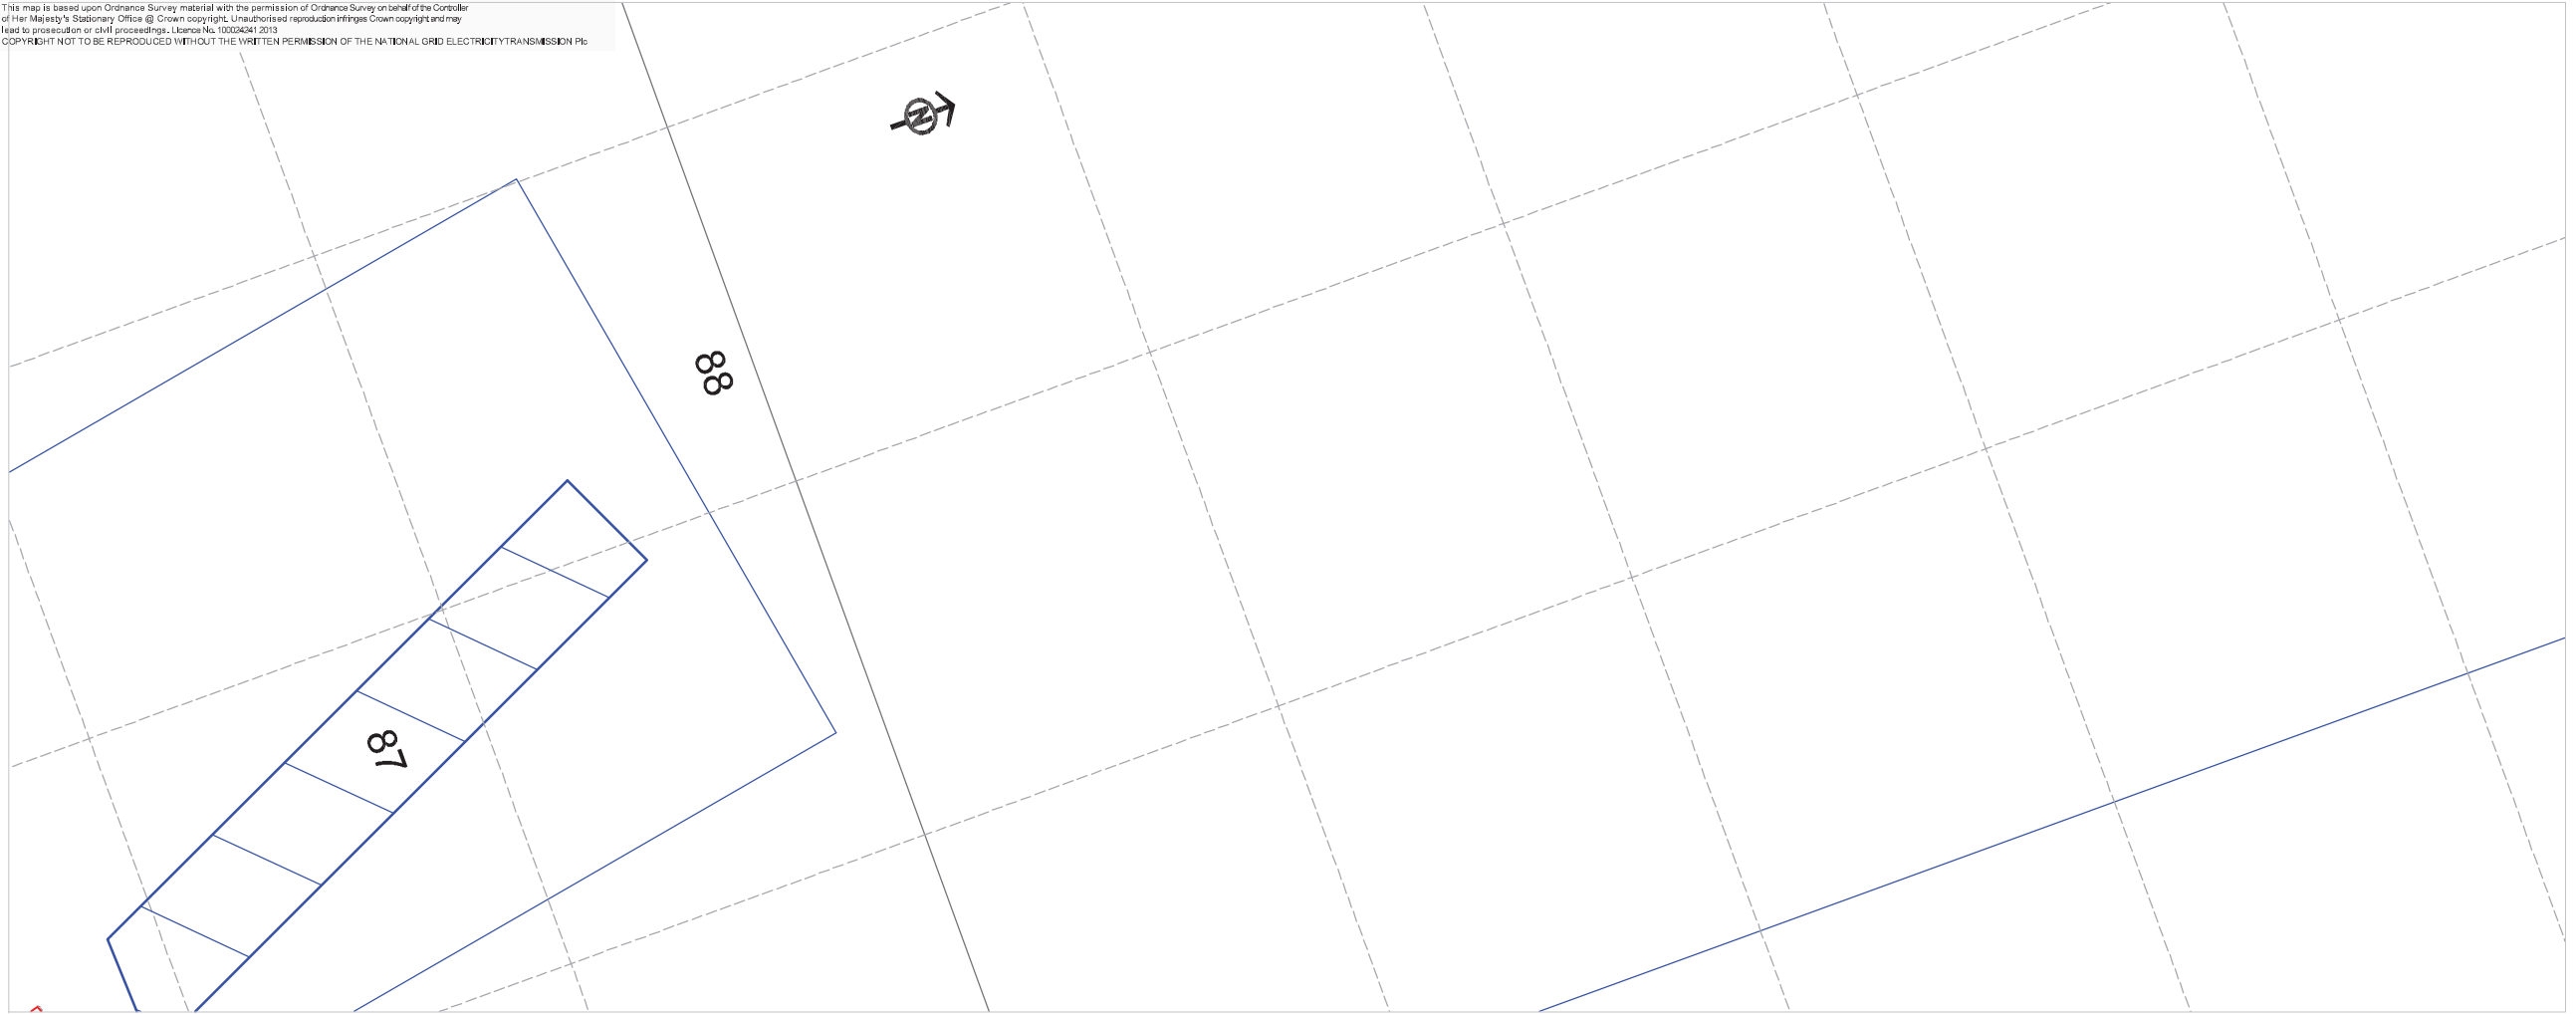 This map is based upon Ordnance Survey material with the permission of Ordnance Survey on behalf of the Controller
of Her Majesty's Stationary Office @ Crown copyright. Unauthorised reproduction infringes Crown copyright and may
lead to prosecution or civil proceedings. Licence No. 100024241 2013
COPYRIGHT NOT TO BE REPRODUCED WITHOUT THE WRITTEN PERMISSION OF THE NATIONAL GRID ELECTRICITY TRANSMISSION Plc
N
88
87